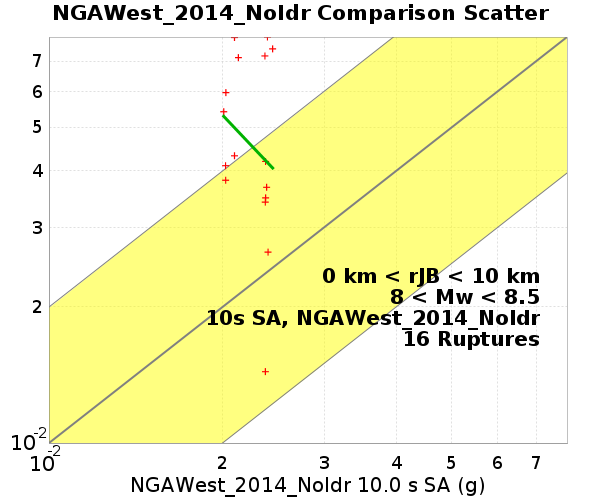 NGAWest_2014_NoIdr Comparison Scatter
7
6
5
4
3
2
10-2
0 km < rJB < 10 km
8 < Mw < 8.5
10s SA, NGAWest_2014_NoIdr
16 Ruptures
10-2 2 3 4 5 6 7
NGAWest_2014_NoIdr 10.0 s SA (g)